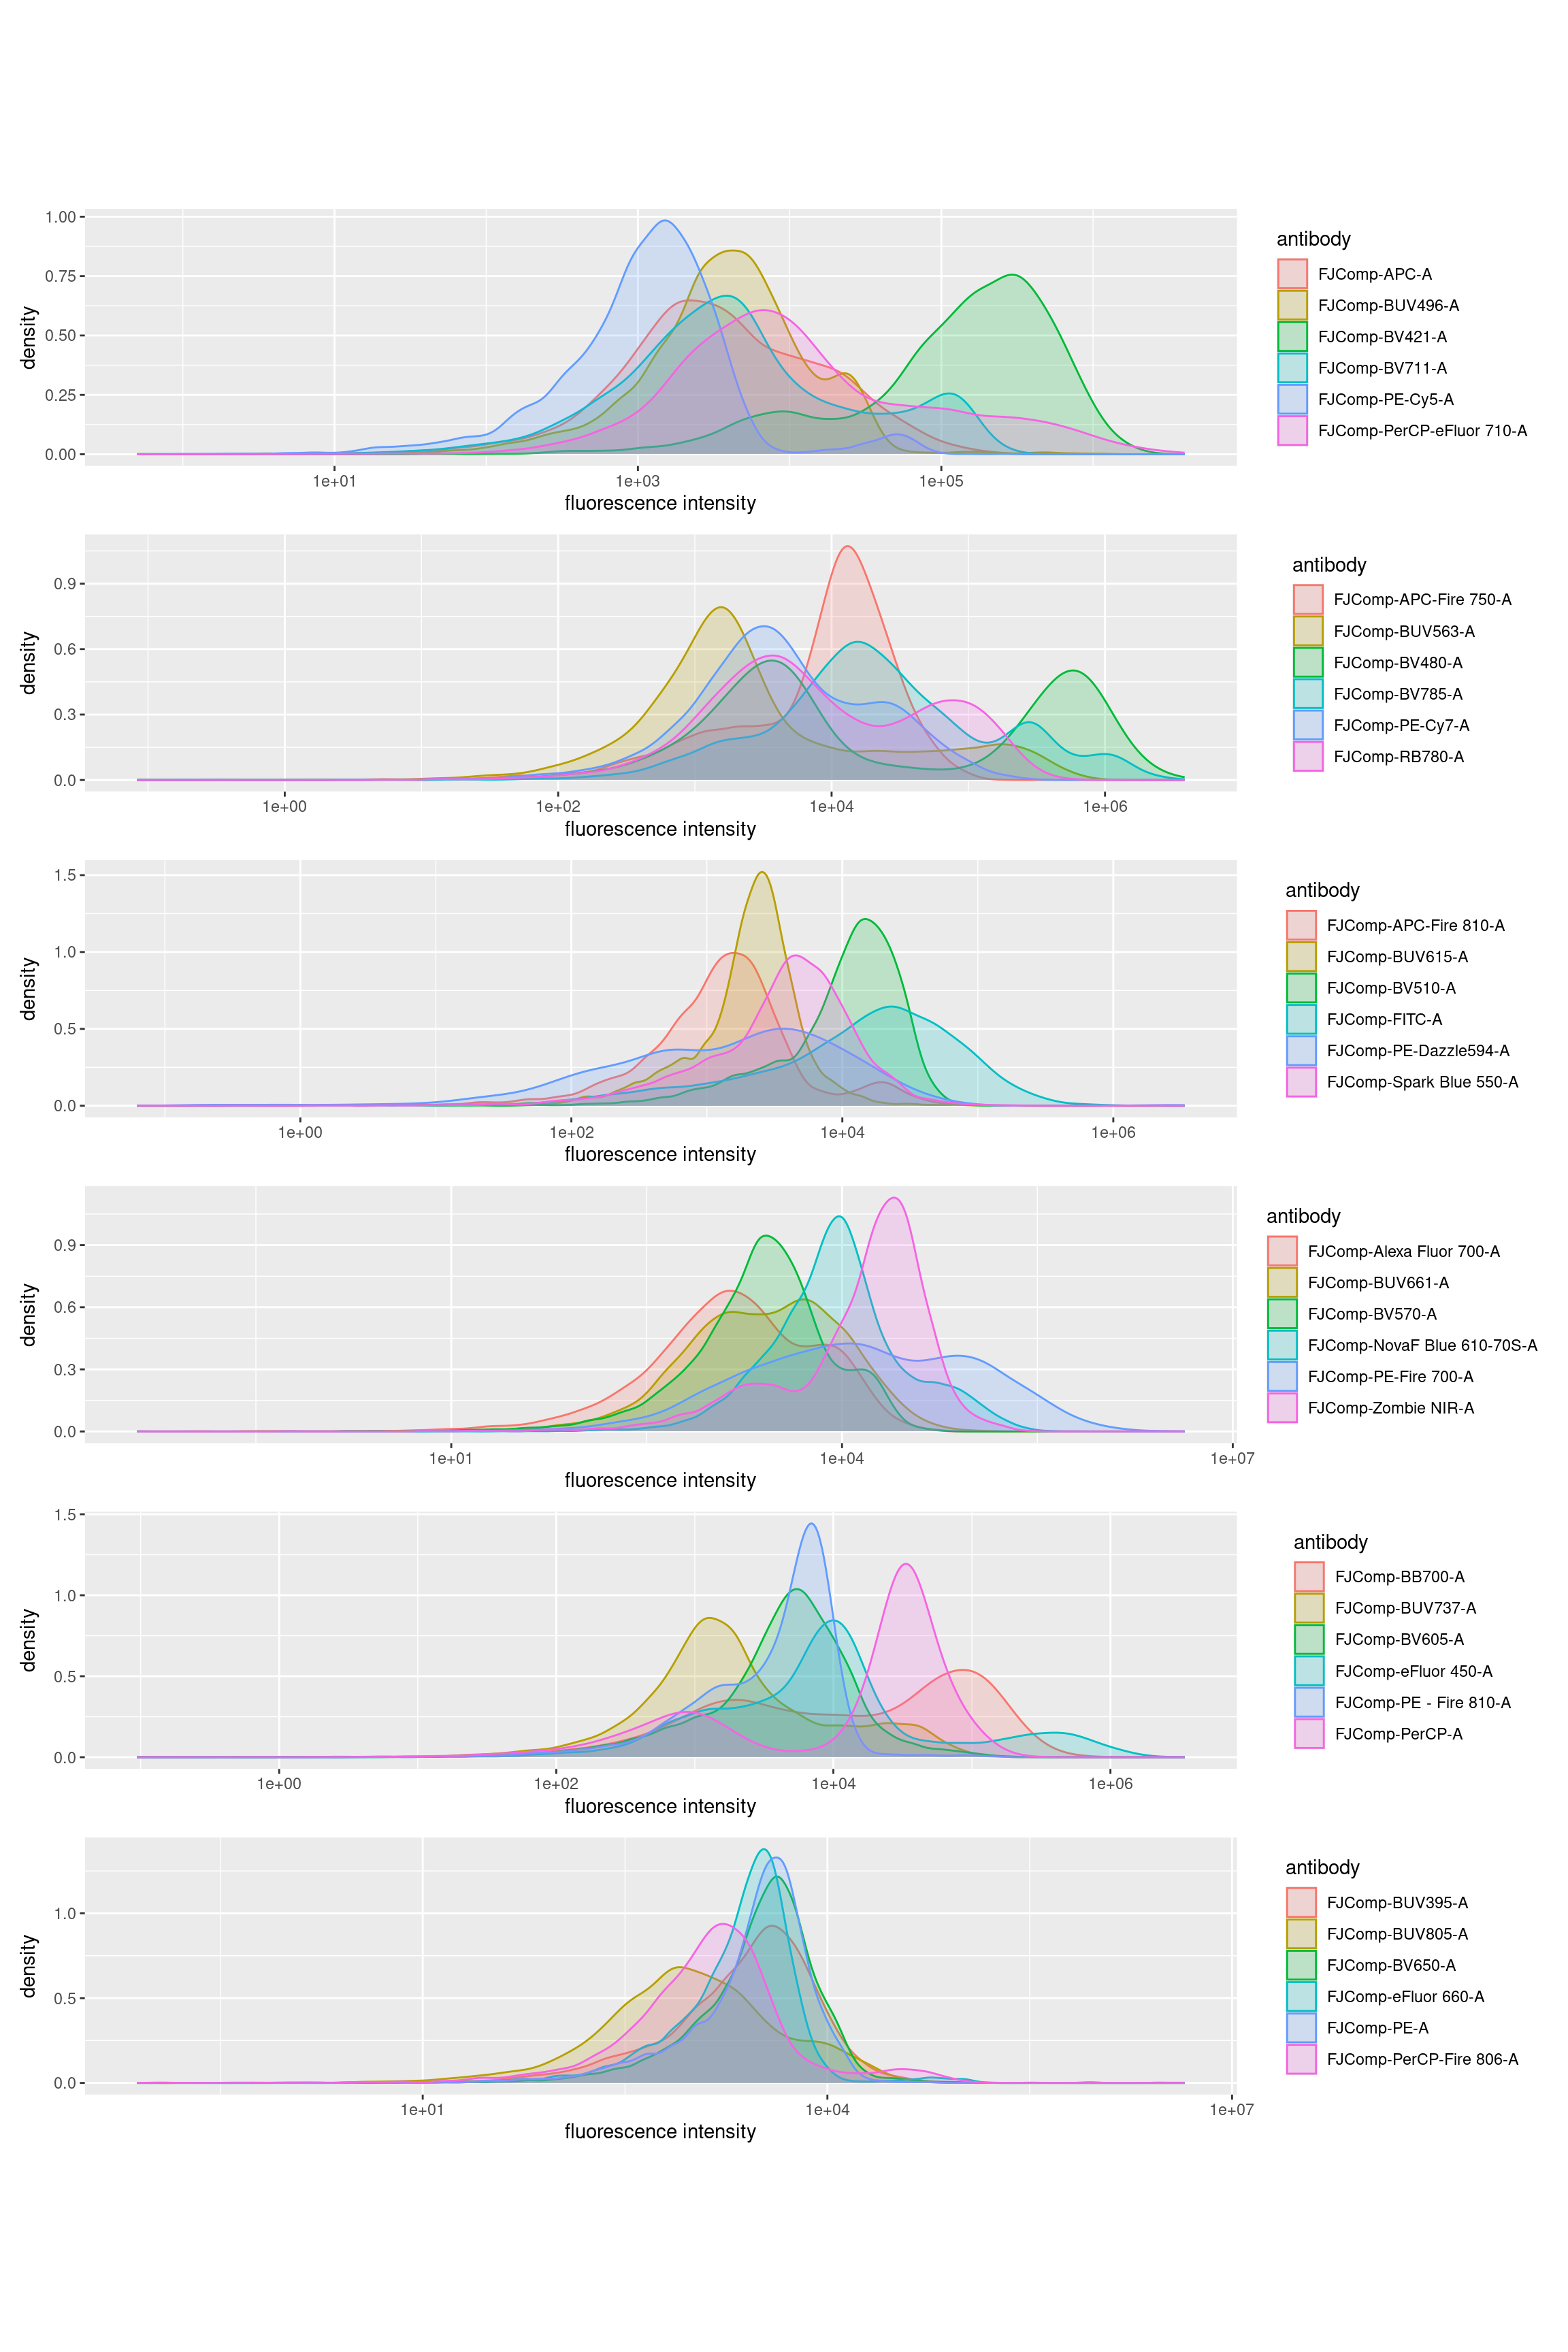 antibody
1.00
FJComp-APC-A
0.75
FJComp-BUV496-A
density
0.50
FJComp-BV421-A
FJComp-BV711-A
0.25
FJComp-PE-Cy5-A
FJComp-PerCP-eFluor 710-A
0.00
1e+01 1e+03 1e+05
fluorescence intensity
antibody
0.9
FJComp-APC-Fire 750-A
FJComp-BUV563-A
density
0.6
FJComp-BV480-A
FJComp-BV785-A
0.3
FJComp-PE-Cy7-A
FJComp-RB780-A
0.0
1e+00 1e+02 1e+04 1e+06
fluorescence intensity
antibody
1.5
FJComp-APC-Fire 810-A
1.0
FJComp-BUV615-A
density
FJComp-BV510-A
0.5
FJComp-FITC-A
FJComp-PE-Dazzle594-A
FJComp-Spark Blue 550-A
0.0
1e+00 1e+02 1e+04 1e+06
fluorescence intensity
antibody
0.9
FJComp-Alexa Fluor 700-A
FJComp-BUV661-A
density
0.6
FJComp-BV570-A
FJComp-NovaF Blue 610-70S-A
0.3
FJComp-PE-Fire 700-A
FJComp-Zombie NIR-A
0.0
1e+01 1e+04 1e+07
fluorescence intensity
antibody
1.5
FJComp-BB700-A
1.0
FJComp-BUV737-A
density
FJComp-BV605-A
0.5
FJComp-eFluor 450-A
FJComp-PE - Fire 810-A
FJComp-PerCP-A
0.0
1e+00 1e+02 1e+04 1e+06
fluorescence intensity
antibody
1.0
FJComp-BUV395-A
FJComp-BUV805-A
density
FJComp-BV650-A
0.5
FJComp-eFluor 660-A
FJComp-PE-A
FJComp-PerCP-Fire 806-A
0.0
1e+01 1e+04 1e+07
fluorescence intensity